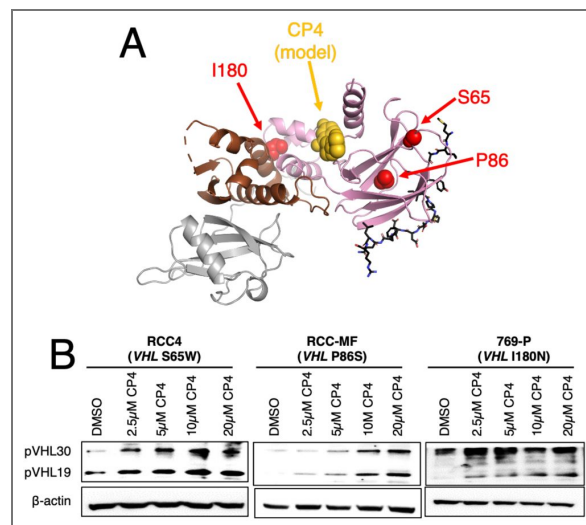 A
CP4
(model)
I180
S65
P86
B
RCC4
(VHL S65W)
RCC-MF
(VHL P86S)
769-P
(VHL I180N)
DMSO
2.5µM CP4
5µM CP4
10µM CP4
20µM CP4
DMSO
2.5µM CP4
5µM CP4
10M CP4
20µM CP4
DMSO
2.5µM CP4
5µM CP4
10µM CP4
20µM CP4
pVHL30
pVHL19
β-actin